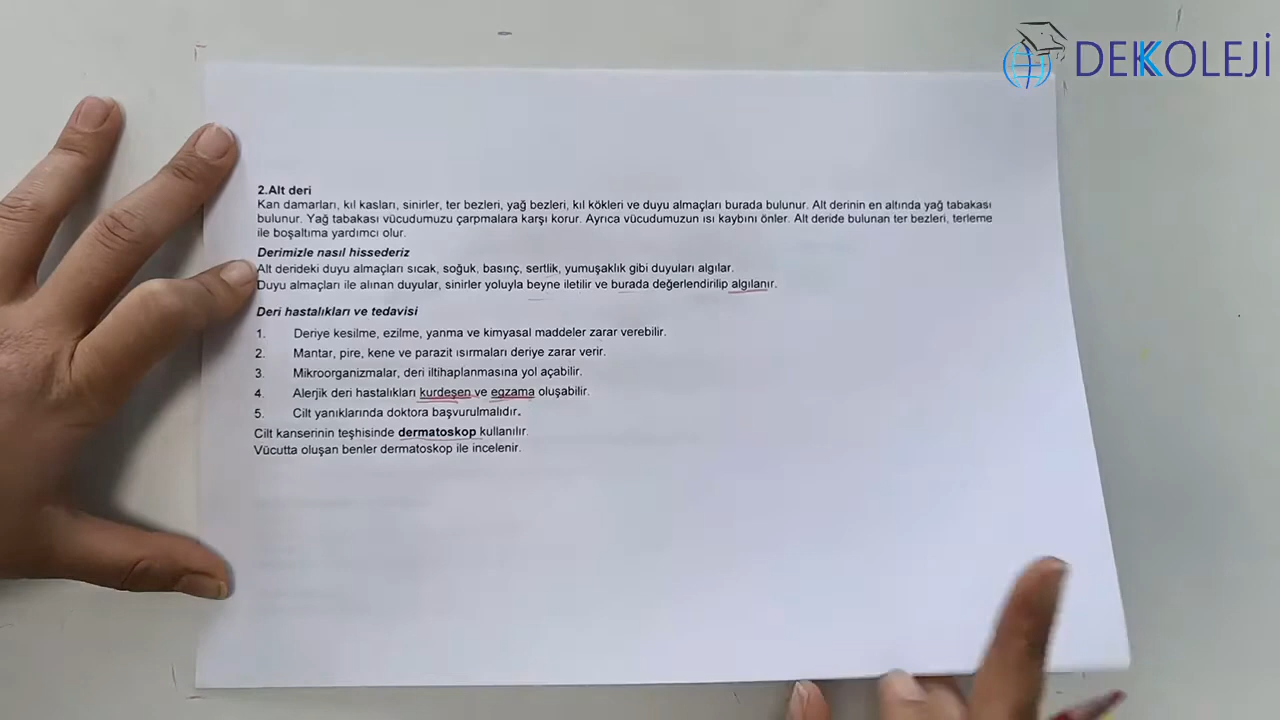 DEKKOLEJİ
2.Alt deri
Kan damarları, kıl kasları, sinirler, ter bezleri, yağ bezleri, kıl kökleri ve duyu almaçları burada bulunur. Alt derinin en altında yağ tabakası
bulunur. Yağ tabakası vücudumuzu çarpmalara karşı korur. Ayrıca vücudumuzun ısı kaybını önler. Alt deride bulunan ter bezleri, terleme
ile boşaltıma yardımcı olur.
Derimizle nasıl hissederiz
Alt derideki duyu almaçları sıcak, soğuk, basınç, sertlik, yumuşaklık gibi duyuları algılar.
Duyu almaçları ile alınan duyular, sinirler yoluyla beyne iletilir ve burada değerlendirilip algılanır.
Deri hastalıkları ve tedavisi
1. Deriye kesilme, ezilme, yanma ve kimyasal maddeler zarar verebilir.
2. Mantar, pire, kene ve parazit ısırmaları deriye zarar verir.
3. Mikroorganizmalar, deri iltihaplanmasına yol açabilir.
4. Alerjik deri hastalıkları kurdeşen ve egzama oluşabilir.
5. Cilt yanıklarında doktora başvurulmalıdır.
Cilt kanserinin teşhisinde dermatoskop kullanılır.
Vücutta oluşan benler dermatoskop ile incelenir.